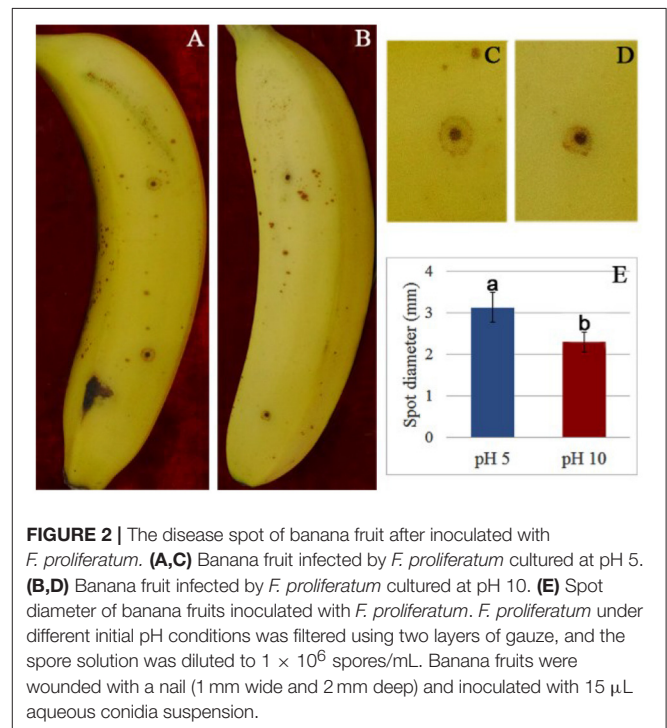 A
B
C
D
E
4
3
2
1
0
Spot diameter (mm)
a
b
pH 5
pH 10
FIGURE 2 | The disease spot of banana fruit after inoculated with
F. proliferatum. (A,C) Banana fruit infected by F. proliferatum cultured at pH 5.
(B,D) Banana fruit infected by F. proliferatum cultured at pH 10. (E) Spot
diameter of banana fruits inoculated with F. proliferatum. F. proliferatum under
different initial pH conditions was filtered using two layers of gauze, and the
spore solution was diluted to 1 × 10⁶ spores/mL. Banana fruits were
wounded with a nail (1 mm wide and 2 mm deep) and inoculated with 15 μL
aqueous conidia suspension.